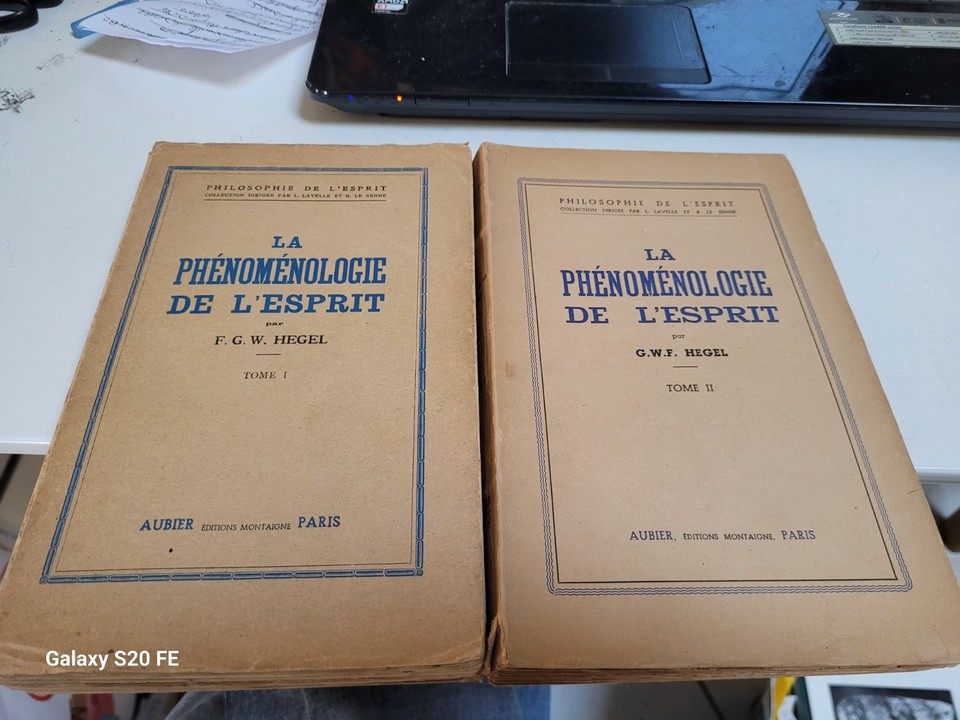 PHILOSOPHIE DE L'ESPRIT
COLLECTION DIRIGÉE PAR L. LAVELLE ET R. LE SENNE
LA
PHÉNOMÉNOLOGIE
DE L'ESPRIT
par
F. G. W. HEGEL
TOME I
AUBIER ÉDITIONS MONTAIGNE PARIS
PHILOSOPHIE DE L'ESPRIT
COLLECTION DIRIGÉE PAR L. LAVELLE ET R. LE SENNE
LA
PHÉNOMÉNOLOGIE
DE L'ESPRIT
par
G.W.F. HEGEL
TOME II
AUBIER, ÉDITIONS MONTAIGNE, PARIS
Galaxy S20 FE